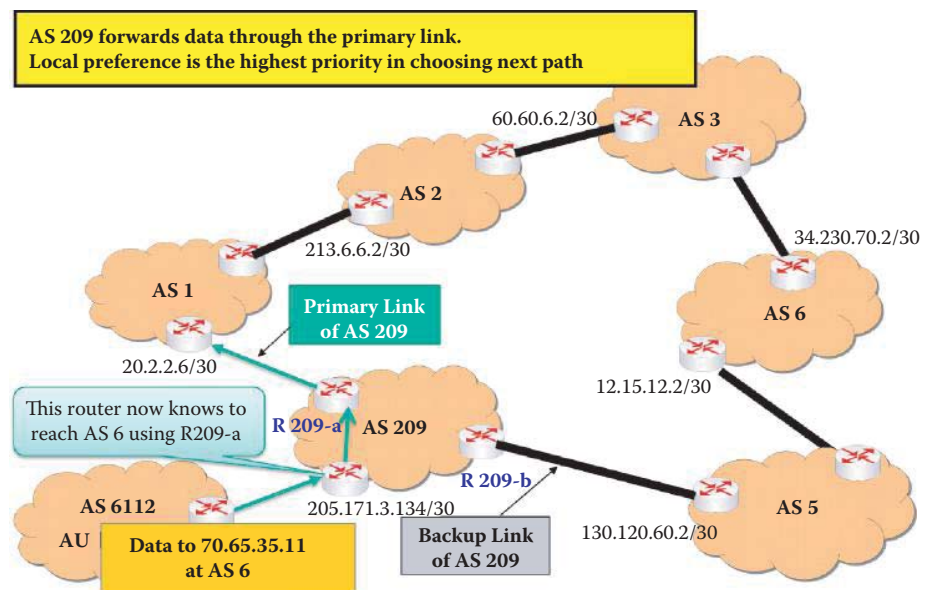 AS 209 forwards data through the primary link.
Local preference is the highest priority in choosing next path
60.60.6.2/30
AS 3
AS 2
213.6.6.2/30
34.230.70.2/30
AS 1
Primary Link
of AS 209
AS 6
20.2.2.6/30
12.15.12.2/30
This router now knows to
reach AS 6 using R209-a
R 209-a
AS 209
R 209-b
AS 6112
AU
205.171.3.134/30
AS 5
130.120.60.2/30
Data to 70.65.35.11
at AS 6
Backup Link
of AS 209